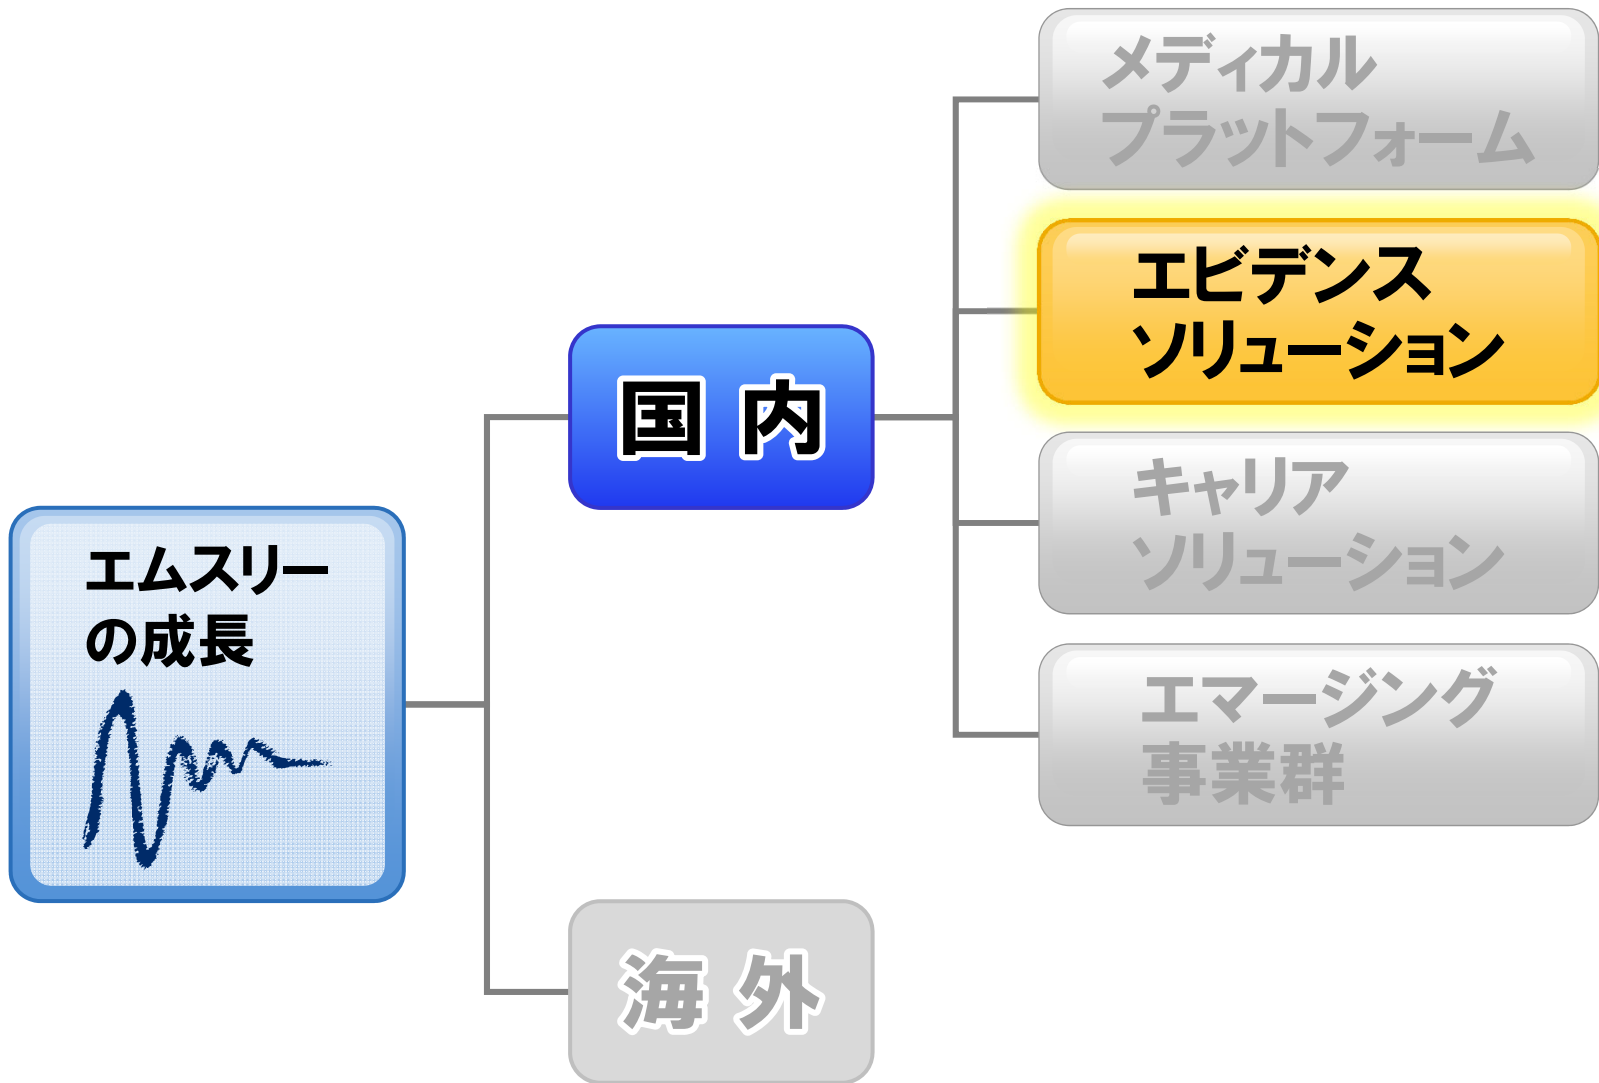 メディカル
プラットフォーム
エビデンス
ソリューション
国内
キャリア
ソリューション
エムスリー
の成長
エマージング
事業群
海外